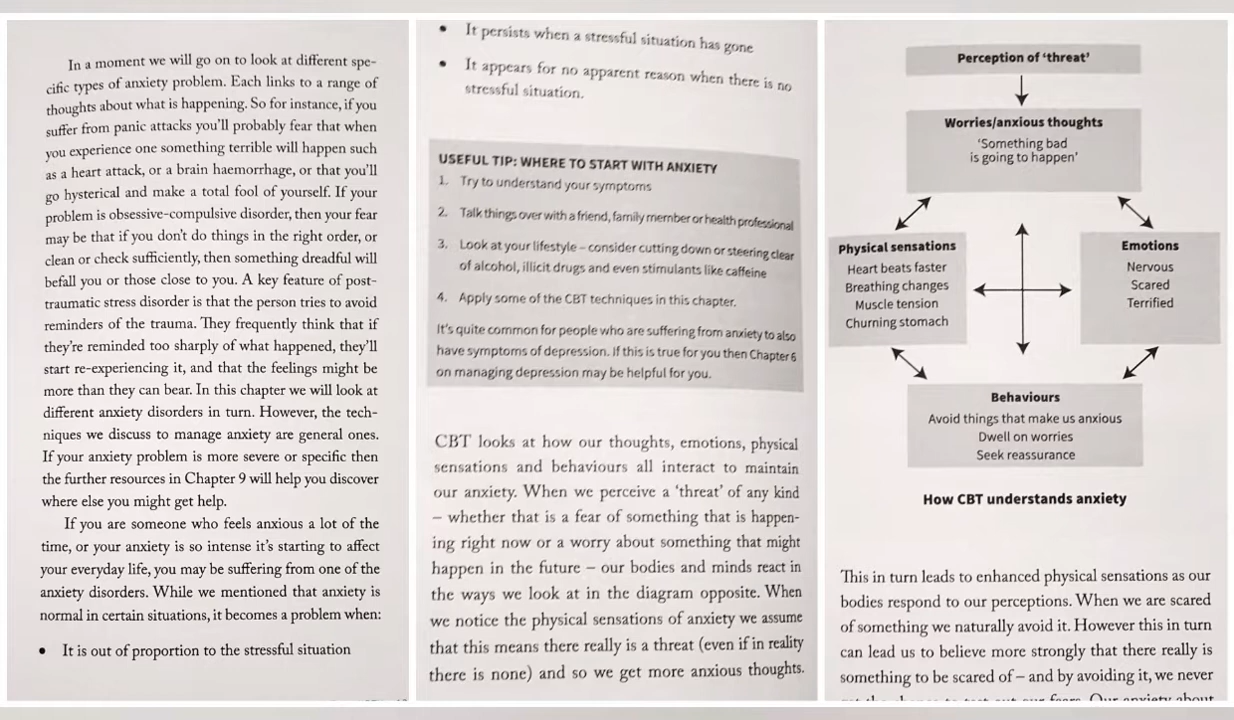 In a moment we will go on to look at different spe-
cific types of anxiety problem. Each links to a range of
thoughts about what is happening. So for instance, if you
suffer from panic attacks you'll probably fear that when
you experience one something terrible will happen such
as a heart attack, or a brain haemorrhage, or that you'll
go hysterical and make a total fool of yourself. If your
problem is obsessive-compulsive disorder, then your fear
may be that if you don't do things in the right order, or
clean or check sufficiently, then something dreadful will
befall you or those close to you. A key feature of post-
traumatic stress disorder is that the person tries to avoid
reminders of the trauma. They frequently think that if
they're reminded too sharply of what happened, they'll
start re-experiencing it, and that the feelings might be
more than they can bear. In this chapter we will look at
different anxiety disorders in turn. However, the tech-
niques we discuss to manage anxiety are general ones.
If your anxiety problem is more severe or specific then
the further resources in Chapter 9 will help you discover
where else you might get help.
If you are someone who feels anxious a lot of the
time, or your anxiety is so intense it's starting to affect
your everyday life, you may be suffering from one of the
anxiety disorders. While we mentioned that anxiety is
normal in certain situations, it becomes a problem when:
• It is out of proportion to the stressful situation
• It persists when a stressful situation has gone
• It appears for no apparent reason when there is no
stressful situation.
USEFUL TIP: WHERE TO START WITH ANXIETY
1. Try to understand your symptoms
2. Talk things over with a friend, family member or health professional
3. Look at your lifestyle – consider cutting down or steering clear
of alcohol, illicit drugs and even stimulants like caffeine
4. Apply some of the CBT techniques in this chapter.
It's quite common for people who are suffering from anxiety to also
have symptoms of depression. If this is true for you then Chapter 6
on managing depression may be helpful for you.
CBT looks at how our thoughts, emotions, physical
sensations and behaviours all interact to maintain
our anxiety. When we perceive a 'threat' of any kind
– whether that is a fear of something that is happen-
ing right now or a worry about something that might
happen in the future – our bodies and minds react in
the ways we look at in the diagram opposite. When
we notice the physical sensations of anxiety we assume
that this means there really is a threat (even if in reality
there is none) and so we get more anxious thoughts.
Perception of 'threat'
Worries/anxious thoughts
'Something bad
is going to happen'
Physical sensations
Heart beats faster
Breathing changes
Muscle tension
Churning stomach
Emotions
Nervous
Scared
Terrified
Behaviours
Avoid things that make us anxious
Dwell on worries
Seek reassurance
How CBT understands anxiety
This in turn leads to enhanced physical sensations as our
bodies respond to our perceptions. When we are scared
of something we naturally avoid it. However this in turn
can lead us to believe more strongly that there really is
something to be scared of – and by avoiding it, we never